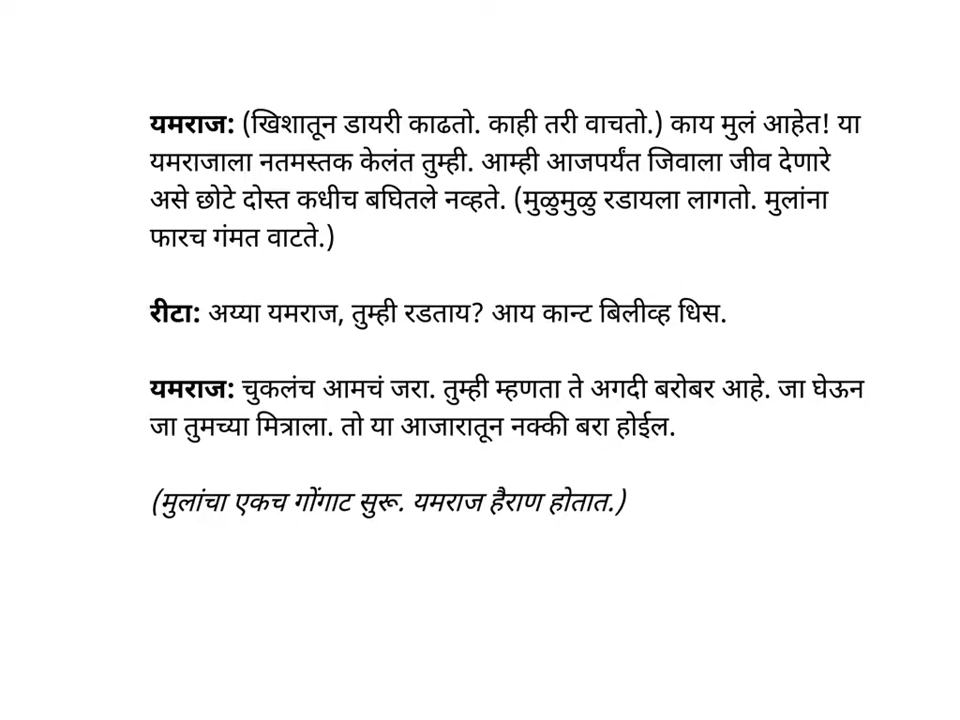 यमराज: (खिशातून डायरी काढतो. काही तरी वाचतो.) काय मुलं आहेत! या
यमराजाला नतमस्तक केलंत तुम्ही. आम्ही आजपर्यंत जिवाला जीव देणारे
असे छोटे दोस्त कधीच बघितले नव्हते. (मुळुमुळु रडायला लागतो. मुलांना
फारच गंमत वाटते.)
रीटा: अय्या यमराज, तुम्ही रडताय? आय कान्ट बिलीव्ह धिस.
यमराज: चुकलंच आमचं जरा. तुम्ही म्हणता ते अगदी बरोबर आहे. जा घेऊन
जा तुमच्या मित्राला. तो या आजारातून नक्की बरा होईल.
(मुलांचा एकच गोंगाट सुरू. यमराज हैराण होतात.)